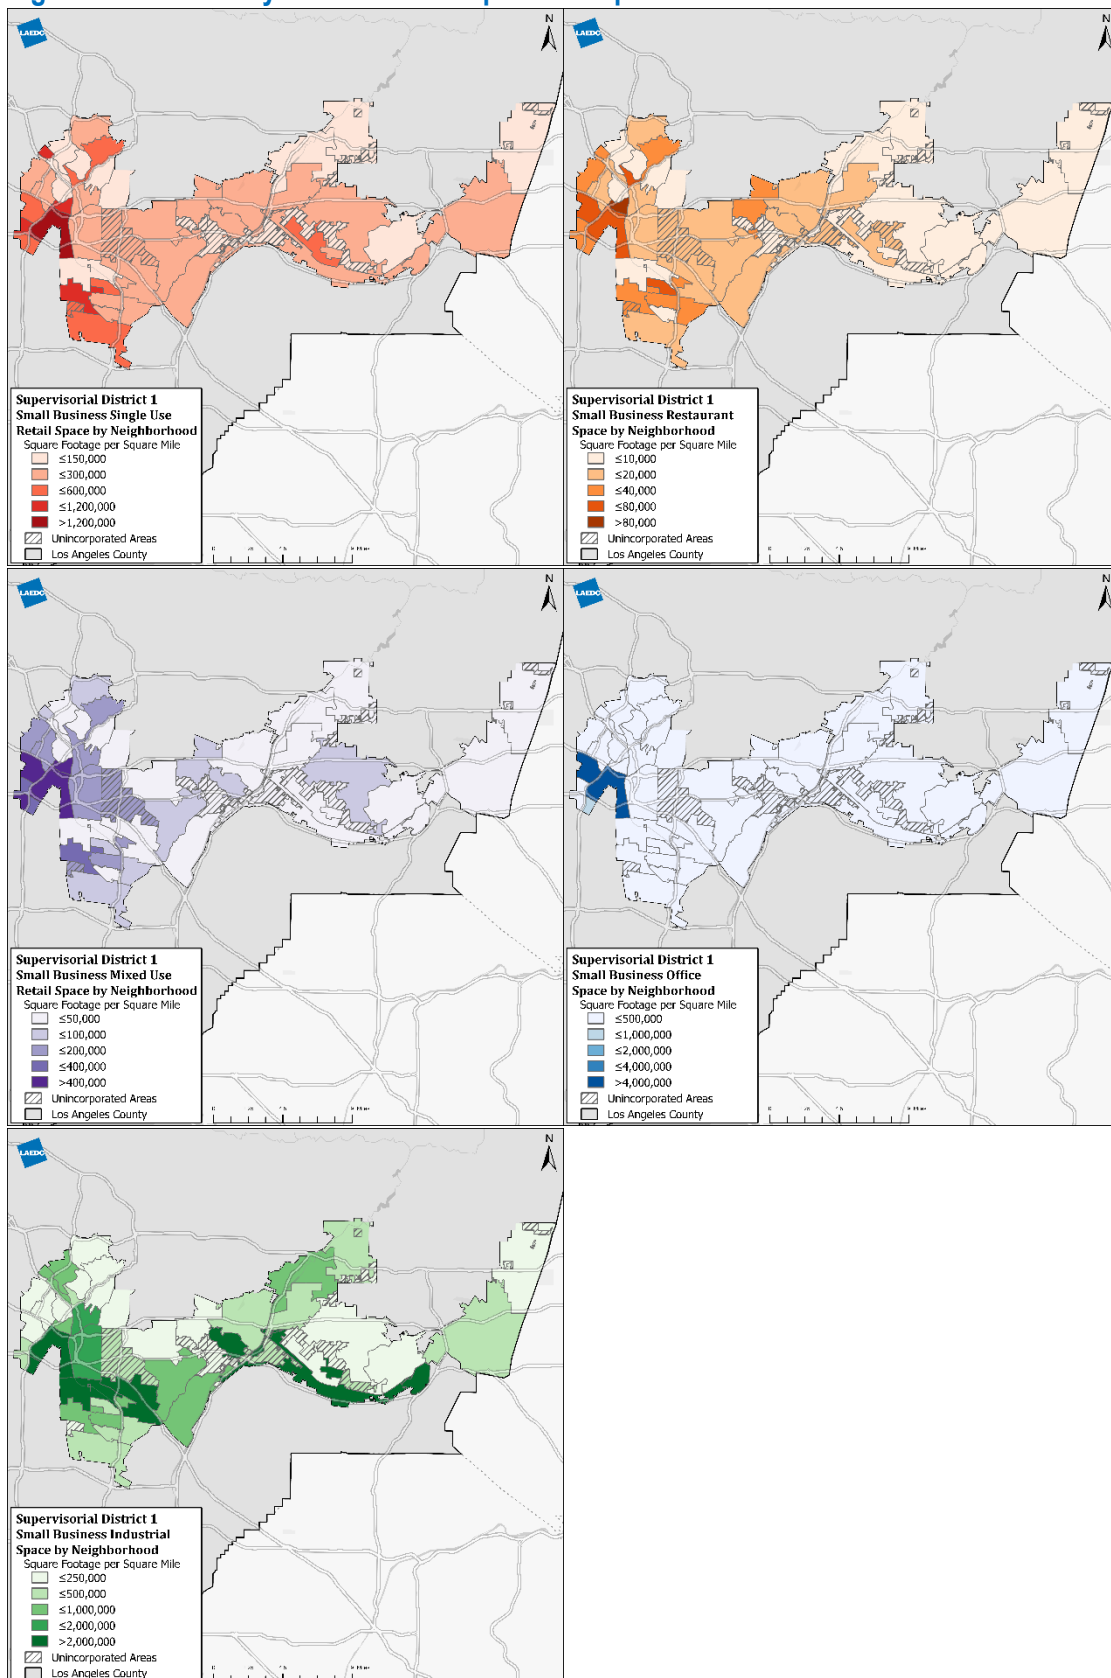 LAEDC
N
Supervisorial District 1
Small Business Single Use
Retail Space by Neighborhood
Square Footage per Square Mile
≤150,000
≤300,000
≤600,000
≤1,200,000
>1,200,000
Unincorporated Areas
Los Angeles County
LAEDC
N
Supervisorial District 1
Small Business Restaurant
Space by Neighborhood
Square Footage per Square Mile
≤10,000
≤20,000
≤40,000
≤80,000
>80,000
Unincorporated Areas
Los Angeles County
LAEDC
N
Supervisorial District 1
Small Business Mixed Use
Retail Space by Neighborhood
Square Footage per Square Mile
≤50,000
≤100,000
≤200,000
≤400,000
>400,000
Unincorporated Areas
Los Angeles County
LAEDC
N
Supervisorial District 1
Small Business Office
Space by Neighborhood
Square Footage per Square Mile
≤500,000
≤1,000,000
≤2,000,000
≤4,000,000
>4,000,000
Unincorporated Areas
Los Angeles County
LAEDC
N
Supervisorial District 1
Small Business Industrial
Space by Neighborhood
Square Footage per Square Mile
≤250,000
≤500,000
≤1,000,000
≤2,000,000
>2,000,000
Unincorporated Areas
Los Angeles County